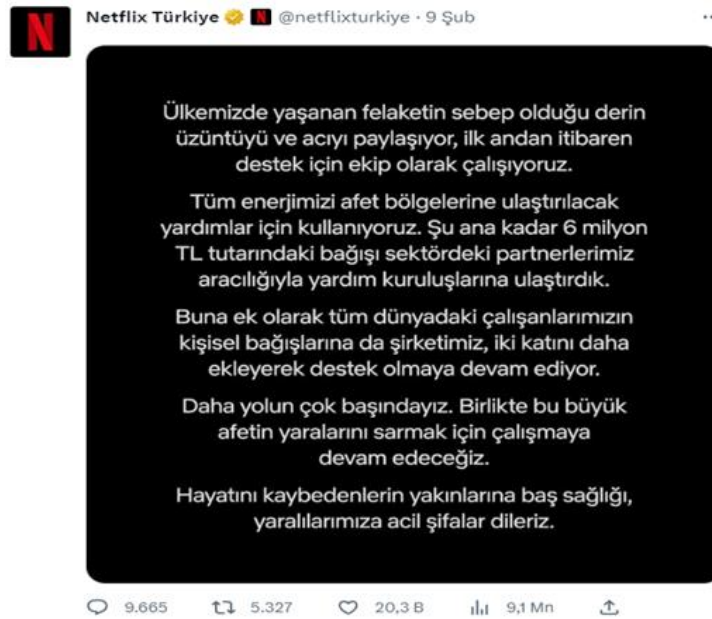 Netflix Türkiye @netflixturkiye · 9 Şub
N
Ülkemizde yaşanan felaketin sebep olduğu derin
üzüntüyü ve acıyı paylaşıyor, ilk andan itibaren
destek için ekip olarak çalışıyoruz.
Tüm enerjimizi afet bölgelerine ulaştırılacak
yardımlar için kullanıyoruz. Şu ana kadar 6 milyon
TL tutarındaki bağışı sektördeki partnerlerimiz
aracılığıyla yardım kuruluşlarına ulaştırdık.
Buna ek olarak tüm dünyadaki çalışanlarımızın
kişisel bağışlarına da şirketimiz, iki katını daha
ekleyerek destek olmaya devam ediyor.
Daha yolun çok başındayız. Birlikte bu büyük
afetin yaralarını sarmak için çalışmaya
devam edeceğiz.
Hayatını kaybedenlerin yakınlarına baş sağlığı,
yaralılarımıza acil şifalar dileriz.
9.665 5.327 20,3 B 9,1 Mn